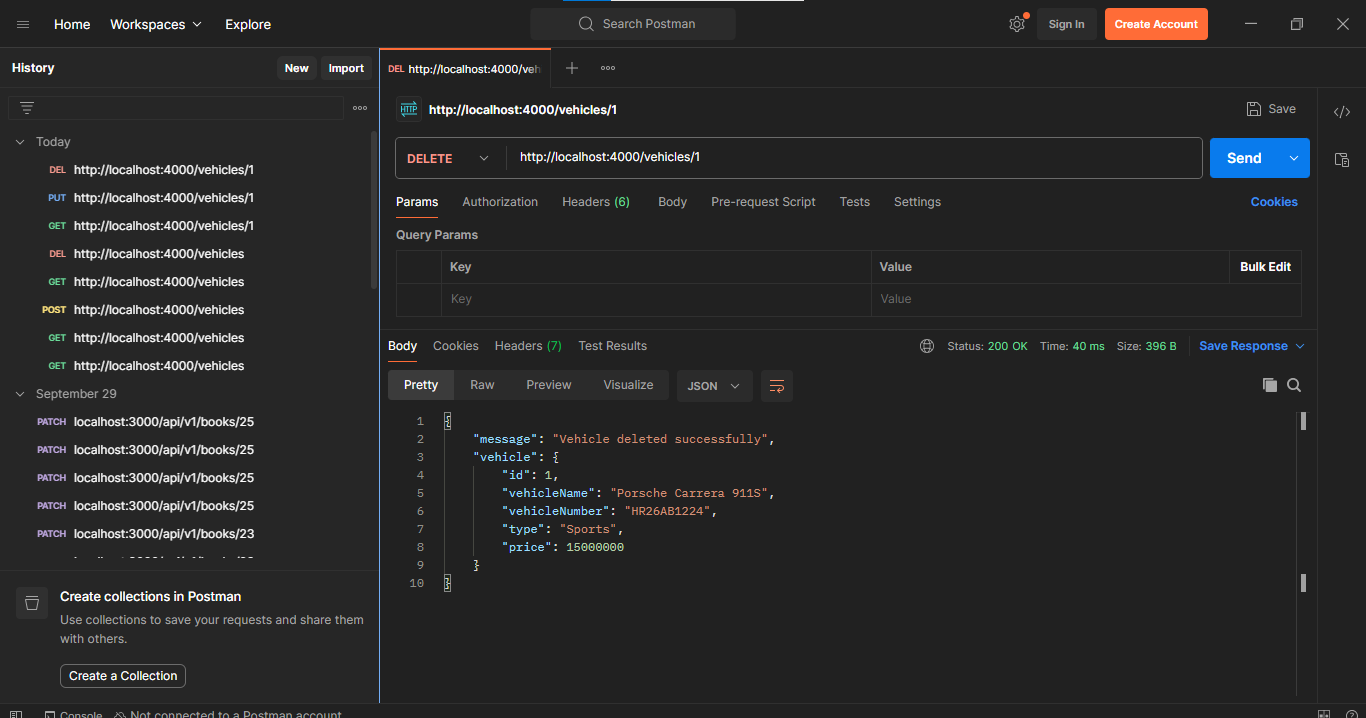 Home Workspaces Explore Search Postman Sign In Create Account
History New Import
DEL http://localhost:4000/veh
HTTP http://localhost:4000/vehicles/1 Save
Today
DEL http://localhost:4000/vehicles/1
PUT http://localhost:4000/vehicles/1
GET http://localhost:4000/vehicles/1
DEL http://localhost:4000/vehicles
GET http://localhost:4000/vehicles
POST http://localhost:4000/vehicles
GET http://localhost:4000/vehicles
GET http://localhost:4000/vehicles
September 29
PATCH localhost:3000/api/v1/books/25
PATCH localhost:3000/api/v1/books/25
PATCH localhost:3000/api/v1/books/25
PATCH localhost:3000/api/v1/books/25
PATCH localhost:3000/api/v1/books/23
Create collections in Postman
Use collections to save your requests and share them
with others.
Create a Collection
DELETE http://localhost:4000/vehicles/1 Send
Params Authorization Headers (6) Body Pre-request Script Tests Settings Cookies
Query Params
Key Value Bulk Edit
Key Value
Body Cookies Headers (7) Test Results Status: 200 OK Time: 40 ms Size: 396 B Save Response
Pretty Raw Preview Visualize JSON
1 {
2 "message": "Vehicle deleted successfully",
3 "vehicle": {
4 "id": 1,
5 "vehicleName": "Porsche Carrera 911S",
6 "vehicleNumber": "HR26AB1224",
7 "type": "Sports",
8 "price": 15000000
9 }
10 }
Console Not connected to a Postman account